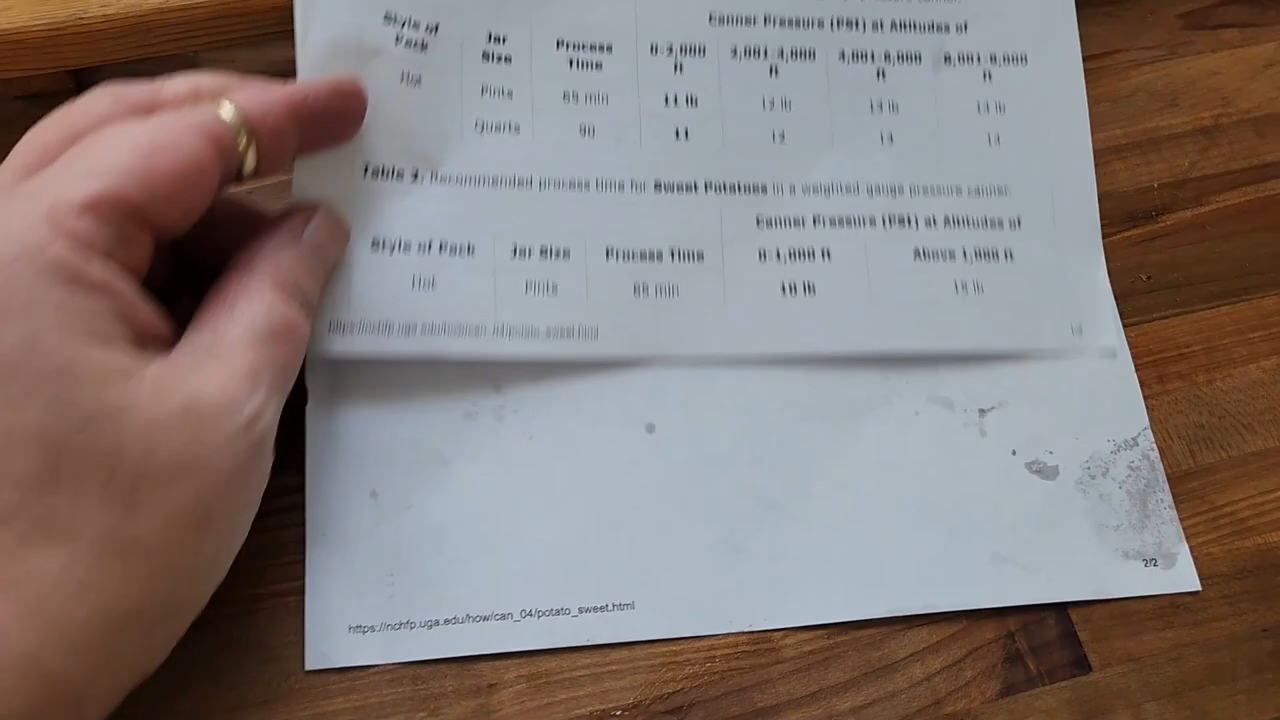 Canner Pressure (PSI) at Altitudes of
Style of Pack Jar Size Process Time 0-2,000 ft 2,001-4,000 ft 4,001-6,000 ft 6,001-8,000 ft
Hot Pints 65 min 11 lb 12 lb 13 lb 14 lb
Quarts 90 11 12 13 14
Table 2. Recommended process time for Sweet Potatoes in a weighted gauge pressure canner.
Canner Pressure (PSI) at Altitudes of
Style of Pack Jar Size Process Time 0-1,000 ft Above 1,000 ft
Hot Pints 65 min 10 lb 15 lb
2/2
https://nchfp.uga.edu/how/can_04/potato_sweet.html